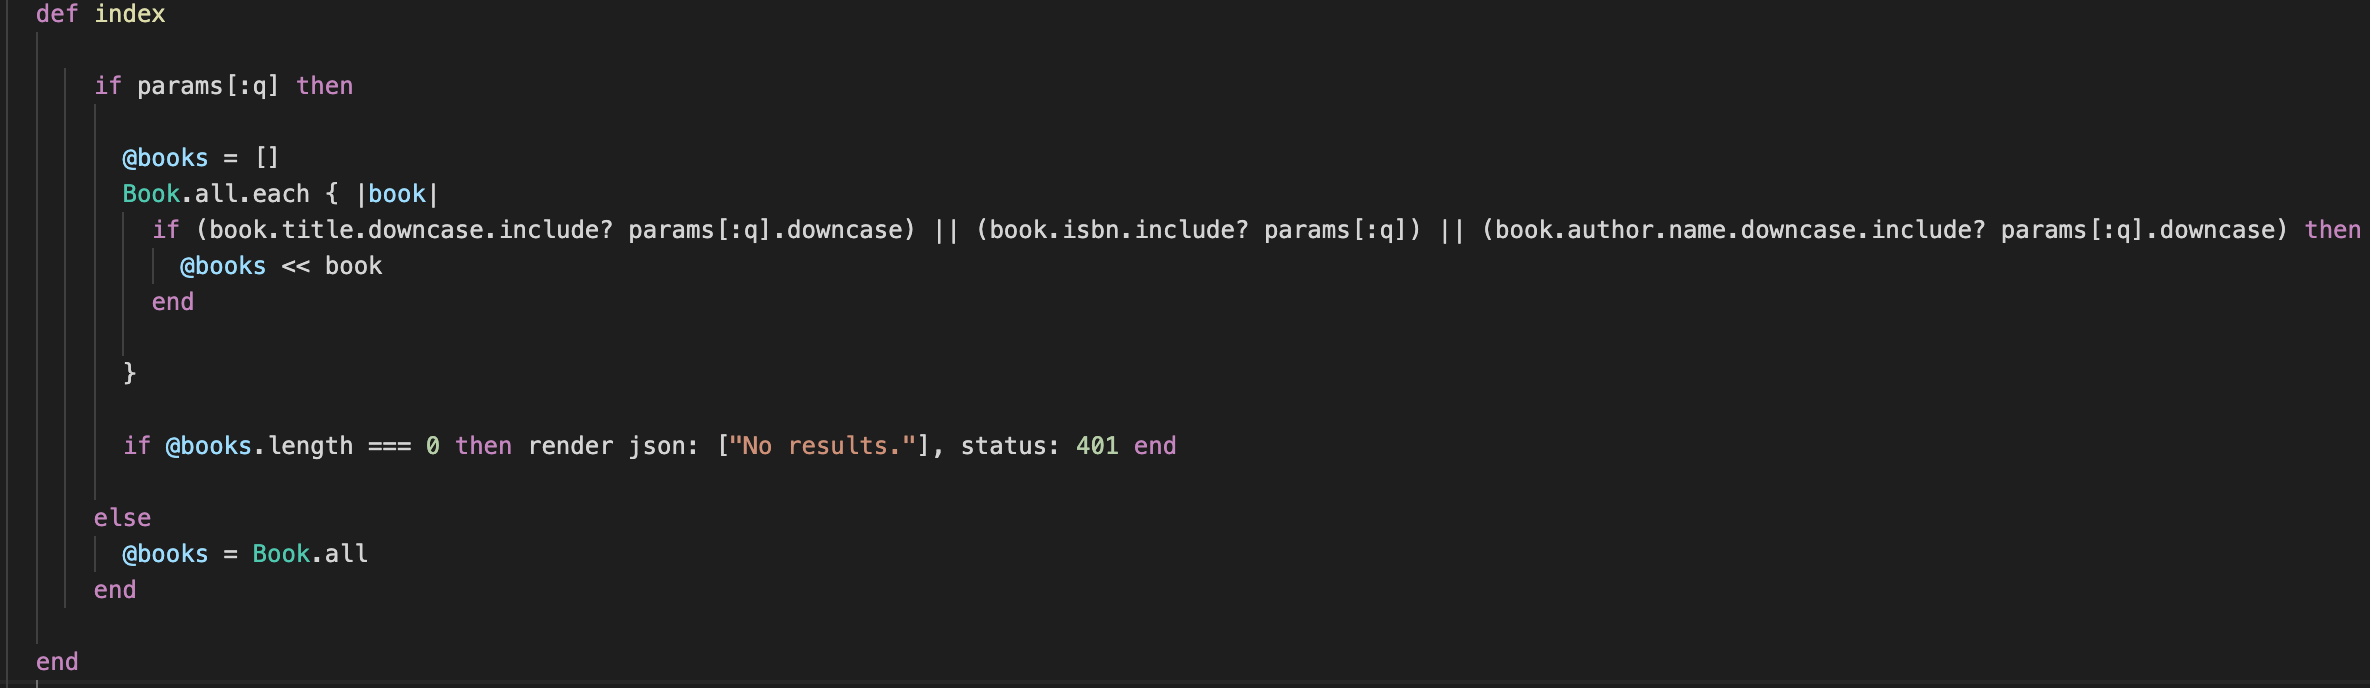 def index
if params[:q] then
@books = []
Book.all.each { |book|
if (book.title.downcase.include? params[:q].downcase) || (book.isbn.include? params[:q]) || (book.author.name.downcase.include? params[:q].downcase) then
@books << book
end
}
if @books.length === 0 then render json: ["No results."], status: 401 end
else
@books = Book.all
end
end